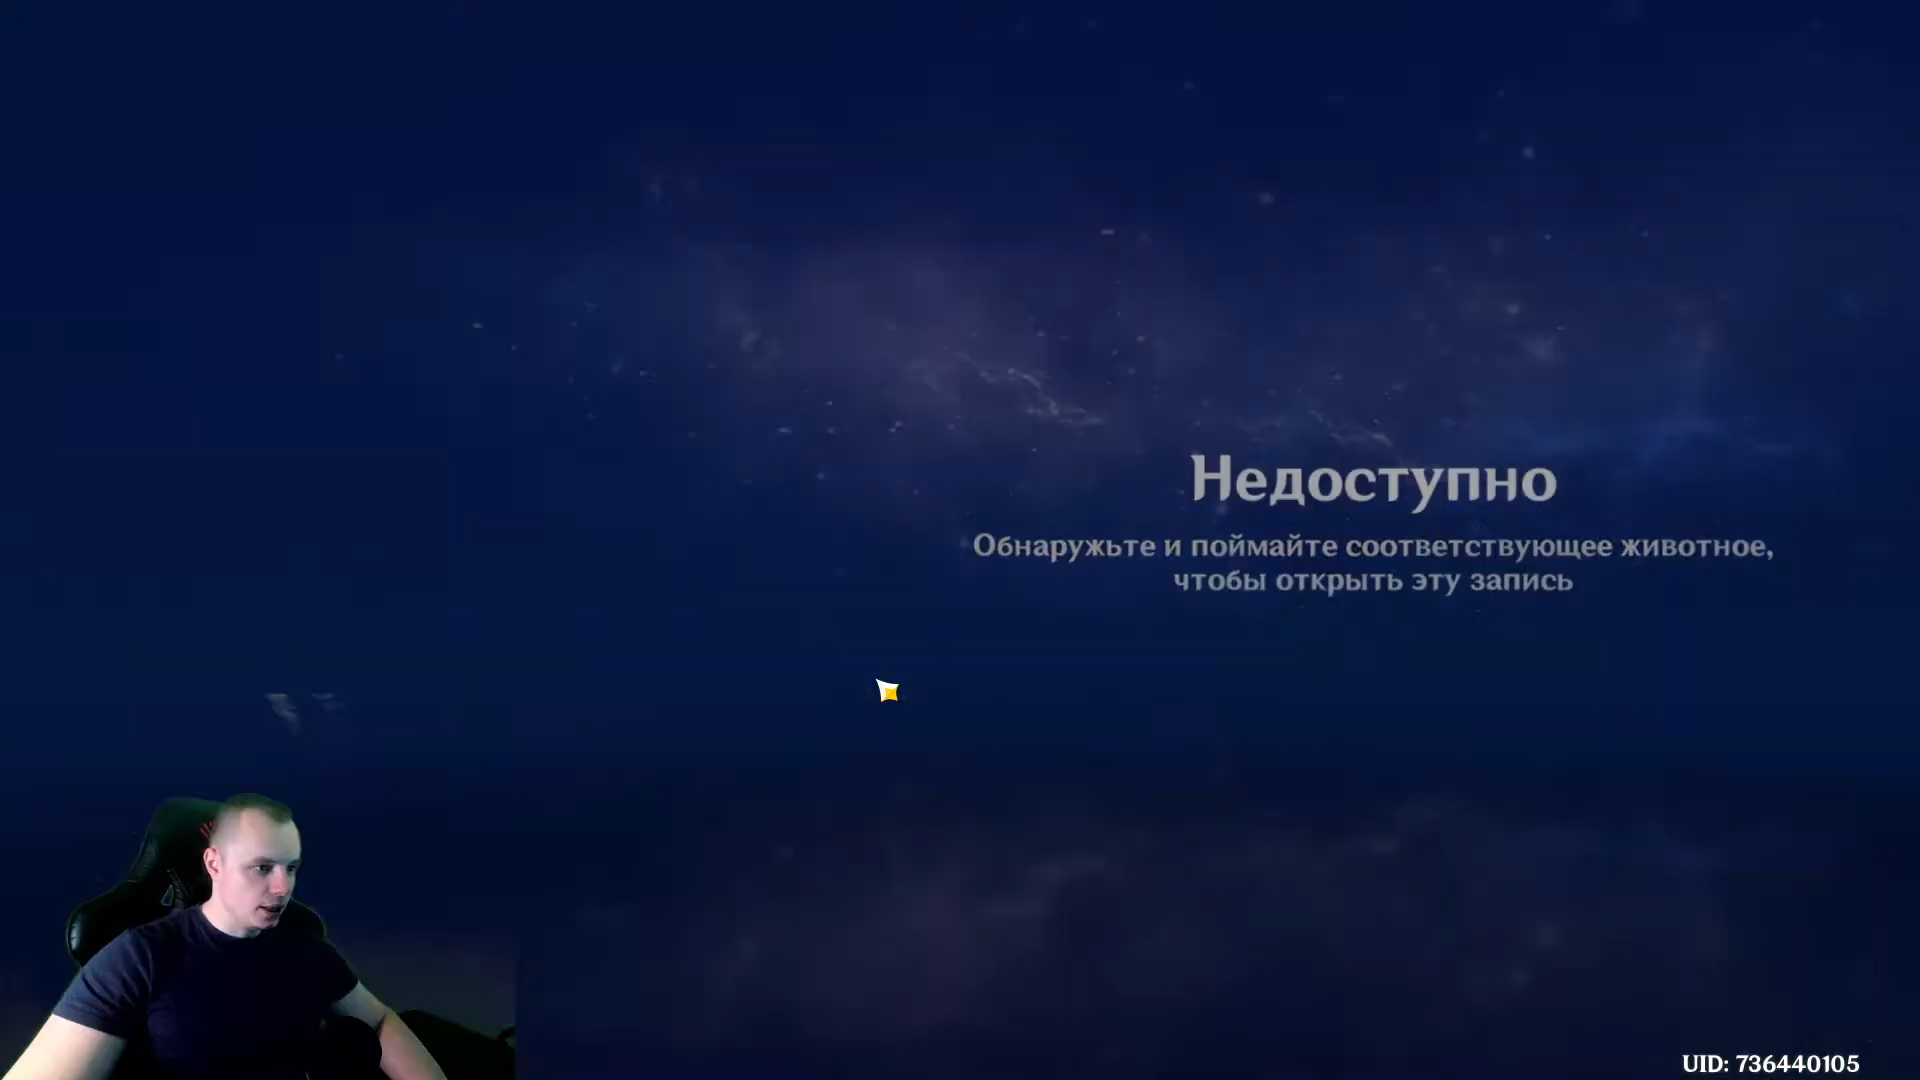 Недоступно
Обнаружьте и поймайте соответствующее животное,
чтобы открыть эту запись
UID: 736440105